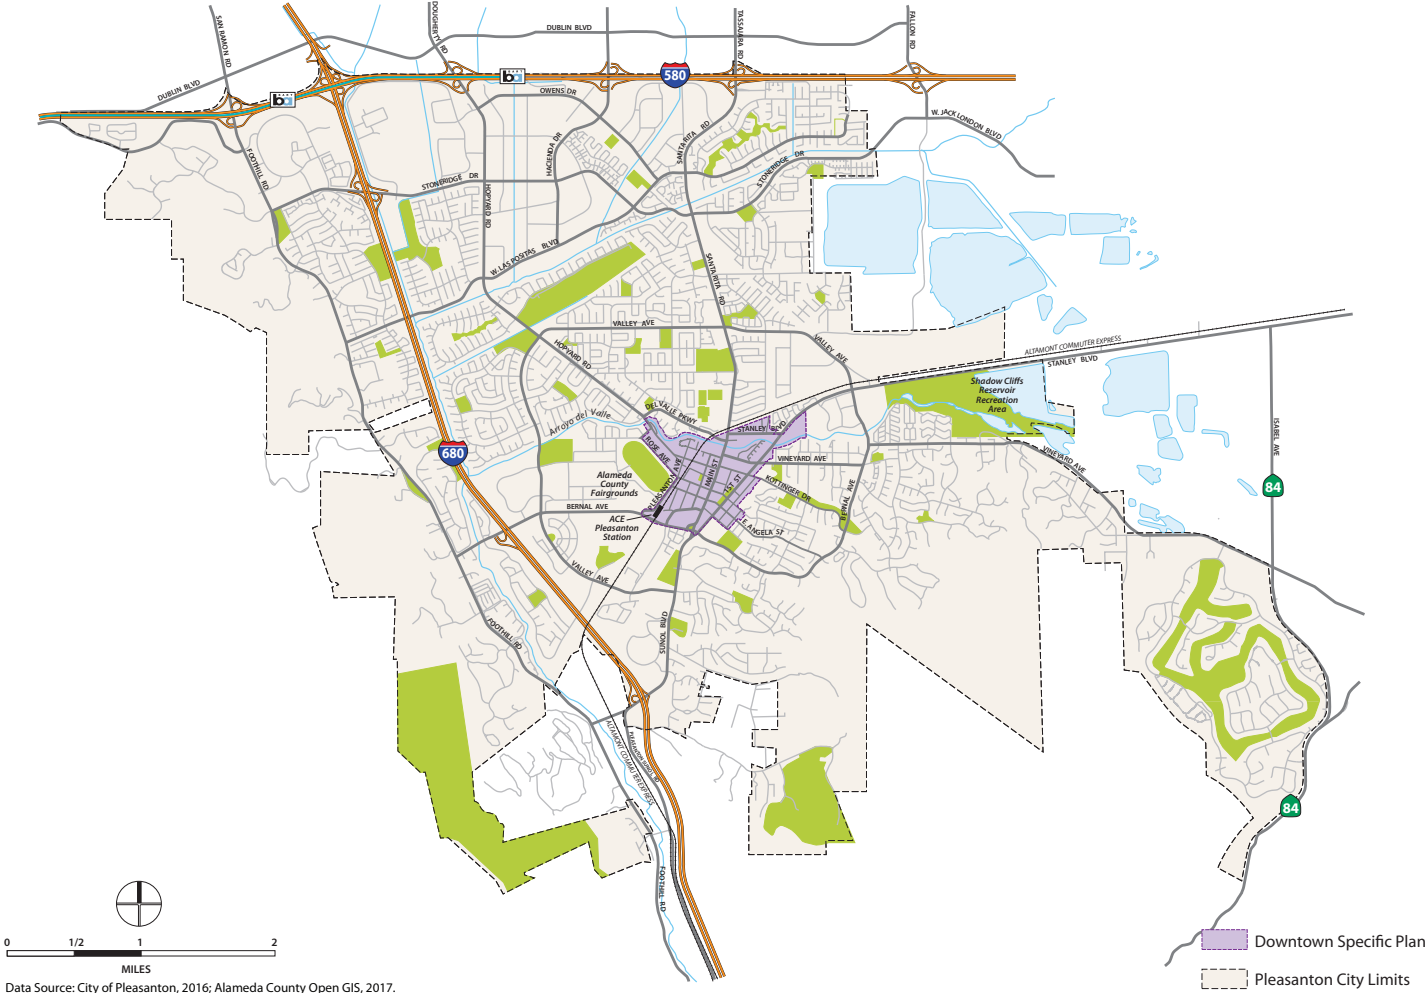 SAN RAMON RD
DOUGHERTY RD
DUBLIN BLVD
TASSAJARA RD
FALLON RD
DUBLIN BLVD
580
OWENS DR
HACIENDA DR
SANTA RITA RD
W. JACK LONDON BLVD
FOOTHILL RD
STONERIDGE DR
HOPYARD RD
STONERIDGE DR
W. LAS POSITAS BLVD
SANTA RITA RD
VALLEY AVE
HOPYARD RD
VALLEY AVE
ALTAMONT COMMUTER EXPRESS
STANLEY BLVD
Shadow Cliffs
Reservoir
Recreation
Area
DEL VALLE PKWY
Arroyo del Valle
STANLEY BLVD
ROSE AVE
ISABEL AVE
680
VINEYARD AVE
VINEYARD AVE
MAIN ST
PLEASANTON AVE
1ST ST
KOTTINGER DR
BERNAL AVE
84
Alameda
County
Fairgrounds
BERNAL AVE
ACE
Pleasanton
Station
E ANGELA ST
VALLEY AVE
FOOTHILL RD
SUNOL BLVD
ALTAMONT COMMUTER EXPRESS
PLEASANTON SUNOL RD
84
FOOTHILL RD
0 1/2 1 2
MILES
Downtown Specific Plan
Pleasanton City Limits
Data Source: City of Pleasanton, 2016; Alameda County Open GIS, 2017.